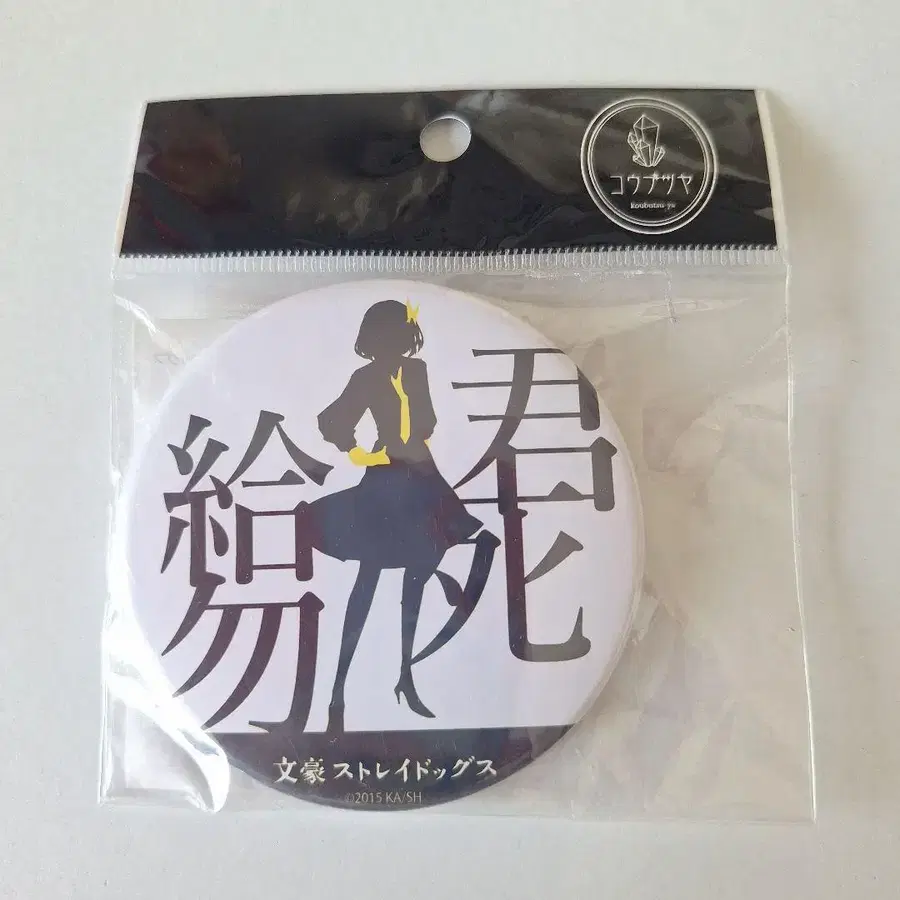 コウブツヤ
Koubutsu-ya
君死
給勿
文豪ストレイドッグス
©2015 KA/SH